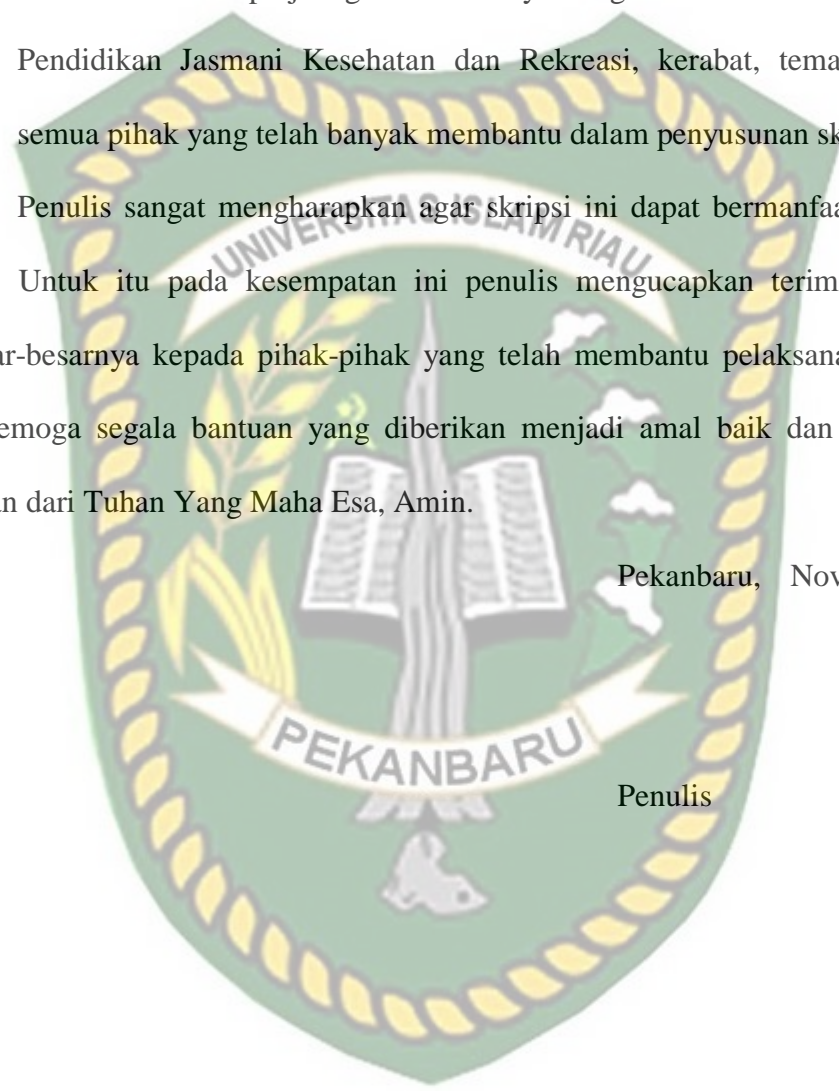 Pendidikan Jasmani Kesehatan dan Rekreasi, kerabat, tema
semua pihak yang telah banyak membantu dalam penyusunan sk
Penulis sangat mengharapkan agar skripsi ini dapat bermanfaa
UNIVERSITAS ISLAM RIAU
Untuk itu pada kesempatan ini penulis mengucapkan terim
ar-besarnya kepada pihak-pihak yang telah membantu pelaksana
emoga segala bantuan yang diberikan menjadi amal baik dan
n dari Tuhan Yang Maha Esa, Amin.
Pekanbaru, Nov
PEKANBARU
Penulis